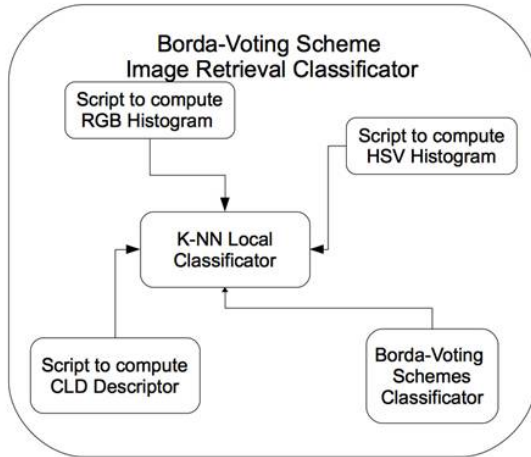 Borda-Voting Scheme
Image Retrieval Classificator
Script to compute
RGB Histogram
Script to compute
HSV Histogram
K-NN Local
Classificator
Script to compute
CLD Descriptor
Borda-Voting
Schemes
Classificator